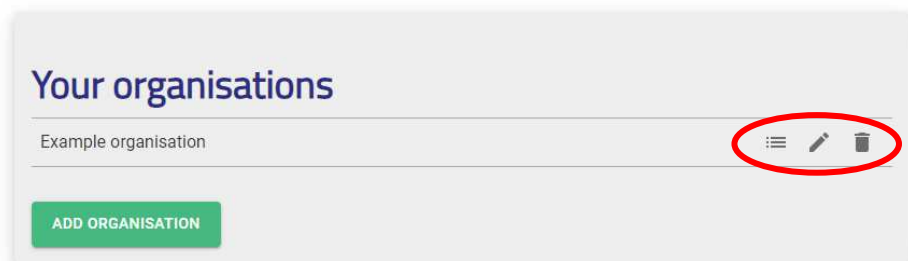 Your organisations
Example organisation
ADD ORGANISATION